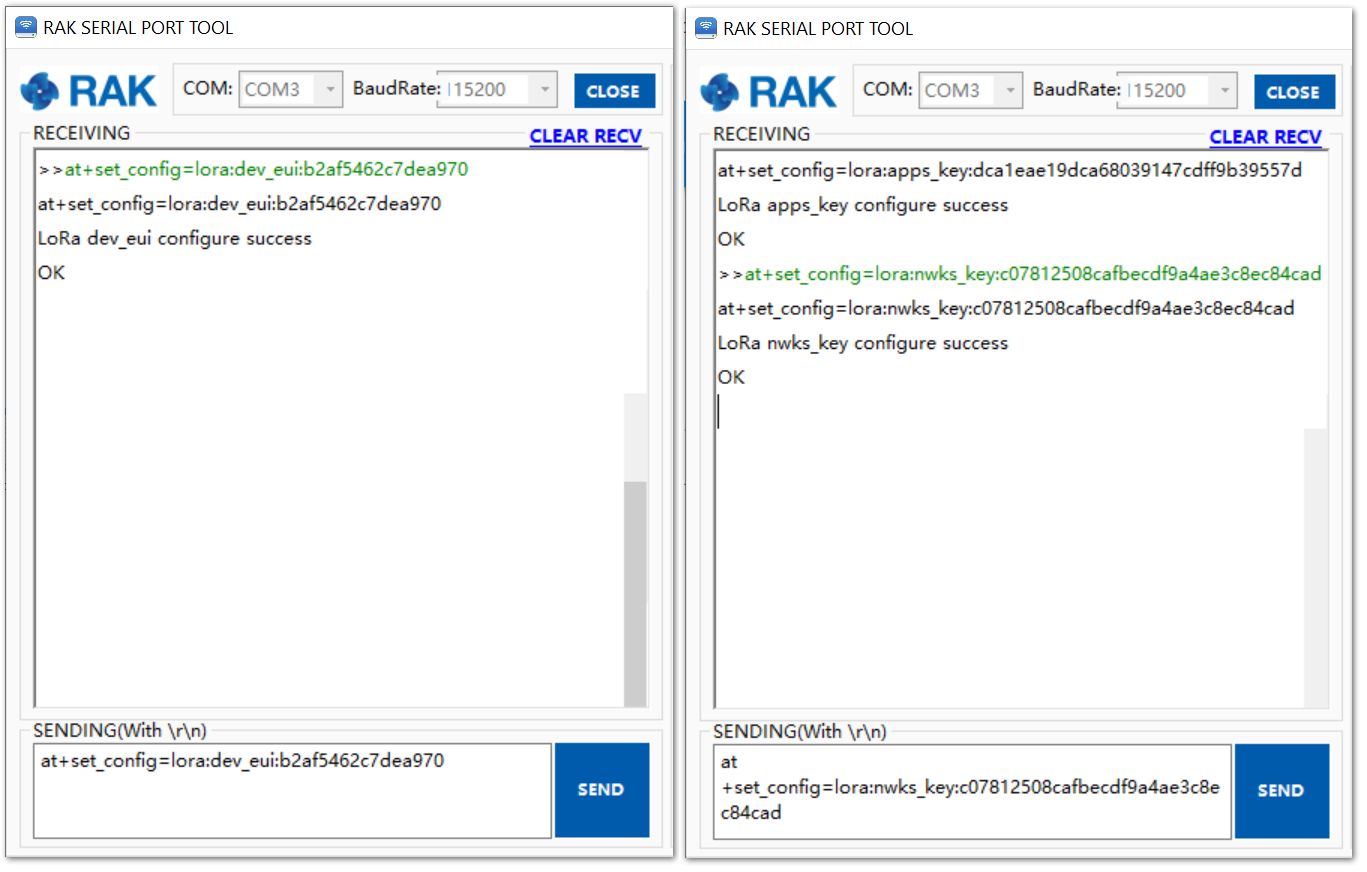 RAK SERIAL PORT TOOL
RAK COM: COM3 BaudRate: 115200 CLOSE
RECEIVING CLEAR RECV
>>at+set_config=lora:dev_eui:b2af5462c7dea970
at+set_config=lora:dev_eui:b2af5462c7dea970
LoRa dev_eui configure success
OK
SENDING(With \r\n)
at+set_config=lora:dev_eui:b2af5462c7dea970
SEND
RAK SERIAL PORT TOOL
RAK COM: COM3 BaudRate: 115200 CLOSE
RECEIVING CLEAR RECV
at+set_config=lora:apps_key:dca1eae19dca68039147cdff9b39557d
LoRa apps_key configure success
OK
>>at+set_config=lora:nwks_key:c07812508cafbecdf9a4ae3c8ec84cad
at+set_config=lora:nwks_key:c07812508cafbecdf9a4ae3c8ec84cad
LoRa nwks_key configure success
OK
SENDING(With \r\n)
at
+set_config=lora:nwks_key:c07812508cafbecdf9a4ae3c8e
c84cad
SEND